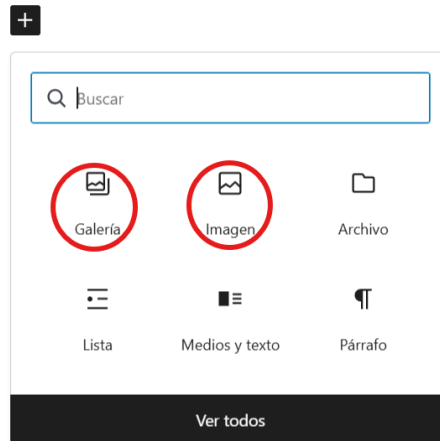 Buscar
Galería
Imagen
Archivo
Lista
Medios y texto
Párrafo
Ver todos